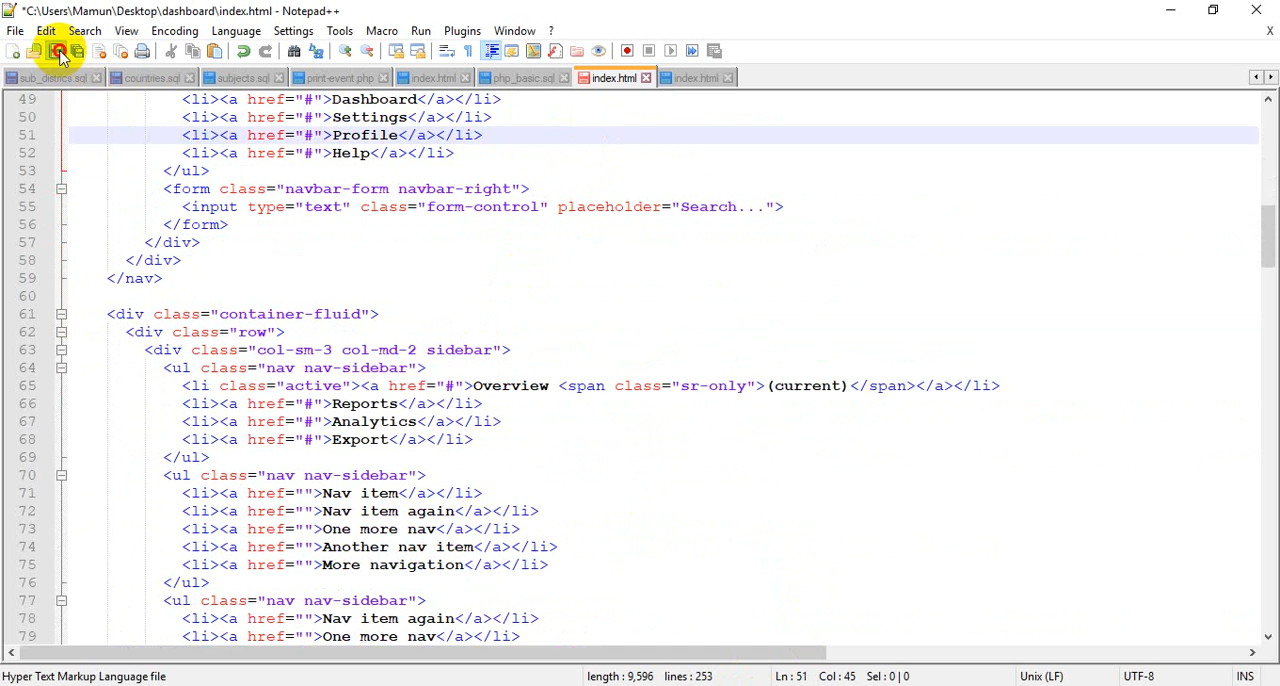 *C:\Users\Mamun\Desktop\dashboard\index.html - Notepad++
File Edit Search View Encoding Language Settings Tools Macro Run Plugins Window ? X
sub_districts.sql countries.sql subjects.sql print-event.php index.html php_basic.sql index.html index.html
49 <li><a href="#">Dashboard</a></li>
50 <li><a href="#">Settings</a></li>
51 <li><a href="#">Profile</a></li>
52 <li><a href="#">Help</a></li>
53 </ul>
54 <form class="navbar-form navbar-right">
55 <input type="text" class="form-control" placeholder="Search...">
56 </form>
57 </div>
58 </div>
59 </nav>
60
61 <div class="container-fluid">
62 <div class="row">
63 <div class="col-sm-3 col-md-2 sidebar">
64 <ul class="nav nav-sidebar">
65 <li class="active"><a href="#">Overview <span class="sr-only">(current)</span></a></li>
66 <li><a href="#">Reports</a></li>
67 <li><a href="#">Analytics</a></li>
68 <li><a href="#">Export</a></li>
69 </ul>
70 <ul class="nav nav-sidebar">
71 <li><a href="">Nav item</a></li>
72 <li><a href="">Nav item again</a></li>
73 <li><a href="">One more nav</a></li>
74 <li><a href="">Another nav item</a></li>
75 <li><a href="">More navigation</a></li>
76 </ul>
77 <ul class="nav nav-sidebar">
78 <li><a href="">Nav item again</a></li>
79 <li><a href="">One more nav</a></li>
Hyper Text Markup Language file length : 9,596 lines : 253 Ln : 51 Col : 45 Sel : 0 | 0 Unix (LF) UTF-8 INS